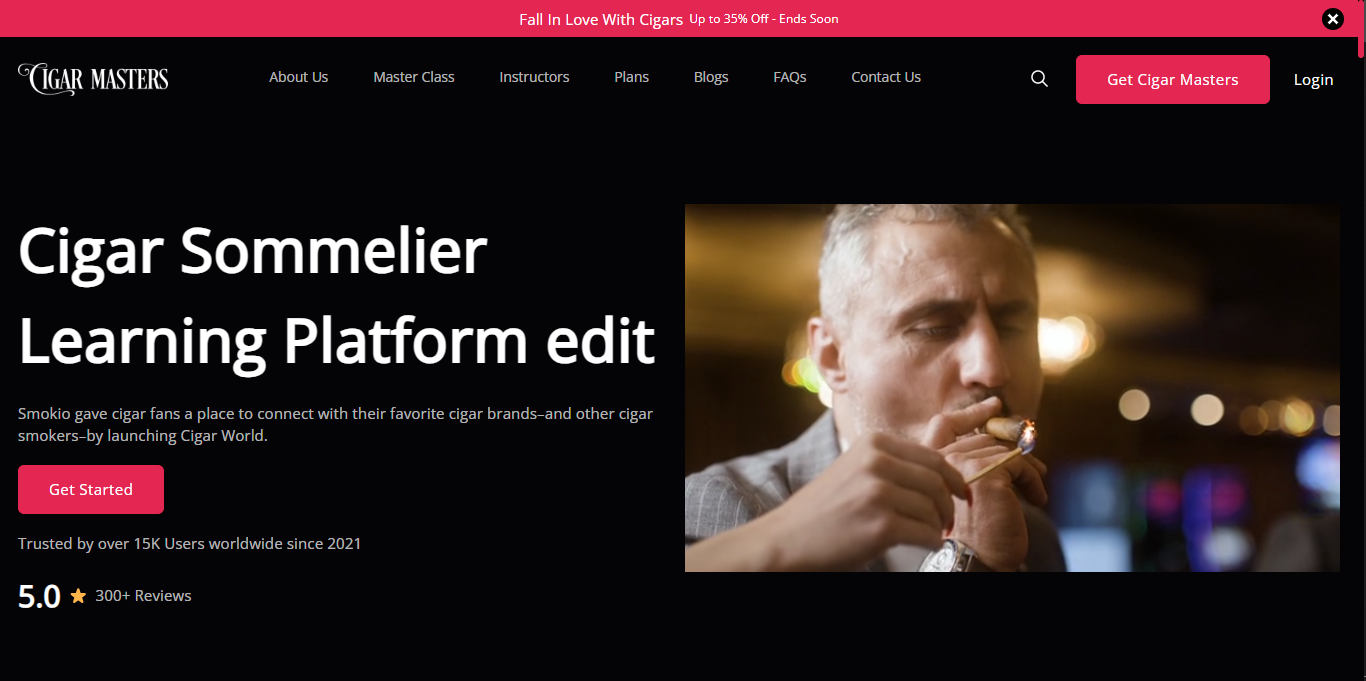 Fall In Love With Cigars Up to 35% Off - Ends Soon
CIGAR MASTERS
About Us
Master Class
Instructors
Plans
Blogs
FAQs
Contact Us
Get Cigar Masters
Login
Cigar Sommelier
Learning Platform edit
Smokio gave cigar fans a place to connect with their favorite cigar brands–and other cigar
smokers–by launching Cigar World.
Get Started
Trusted by over 15K Users worldwide since 2021
5.0 300+ Reviews